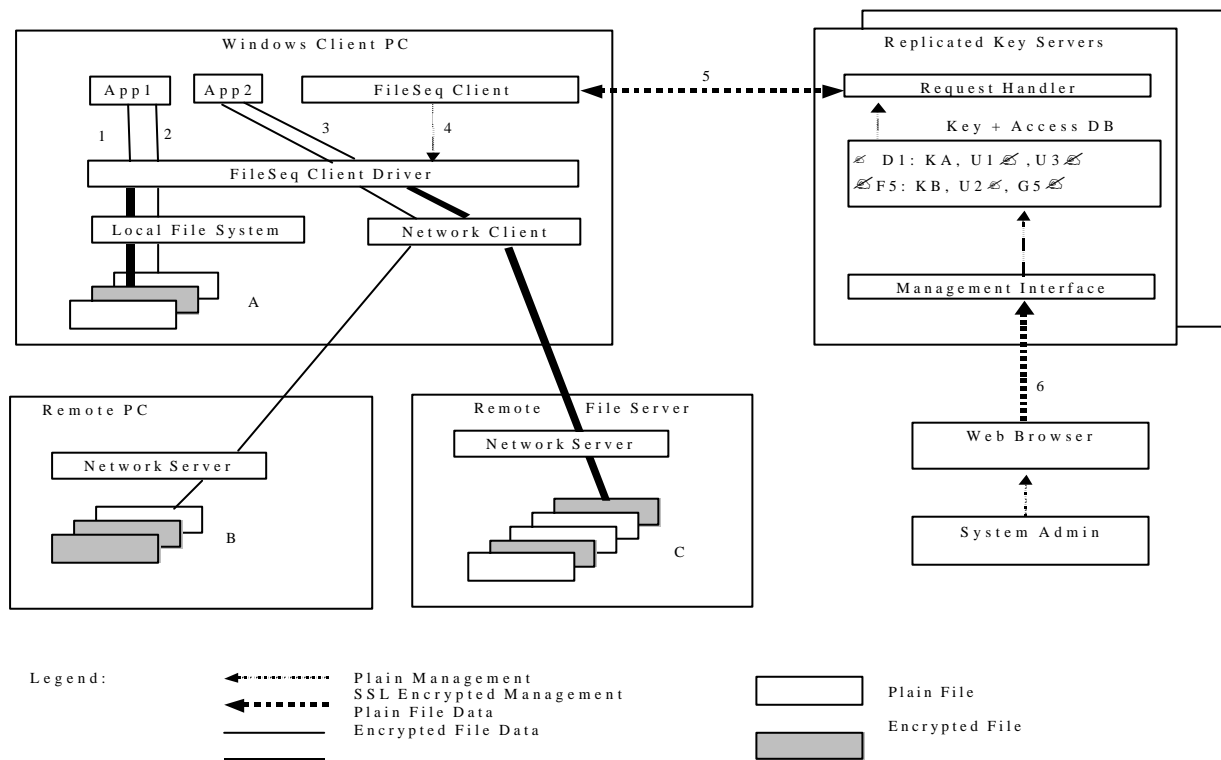 Windows Client PC
Replicated Key Servers
App1
App2
FileSeq Client
5
Request Handler
1
2
3
4
Key + Access DB
FileSeq Client Driver
D1: KA, U1, U3
F5: KB, U2, G5
Local File System
Network Client
Management Interface
A
6
Remote PC
Remote File Server
Web Browser
Network Server
Network Server
System Admin
B
C
Legend:
Plain Management
SSL Encrypted Management
Plain File Data
Encrypted File Data
Plain File
Encrypted File